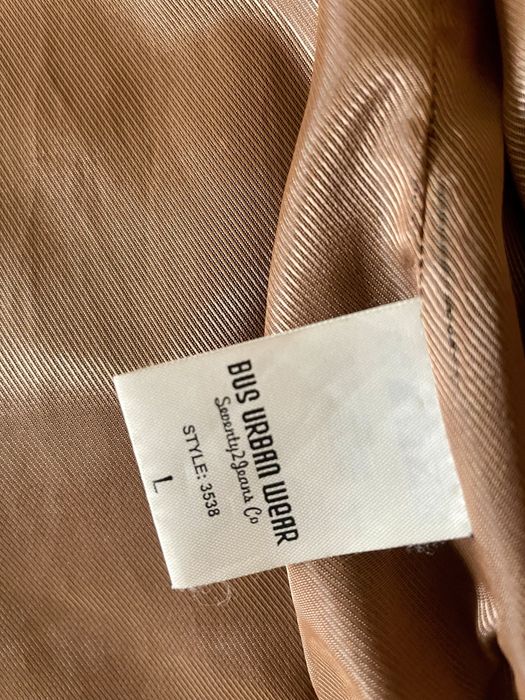 BUS URBAN WEAR
Seventy2Jeans Co
STYLE: 3538
L